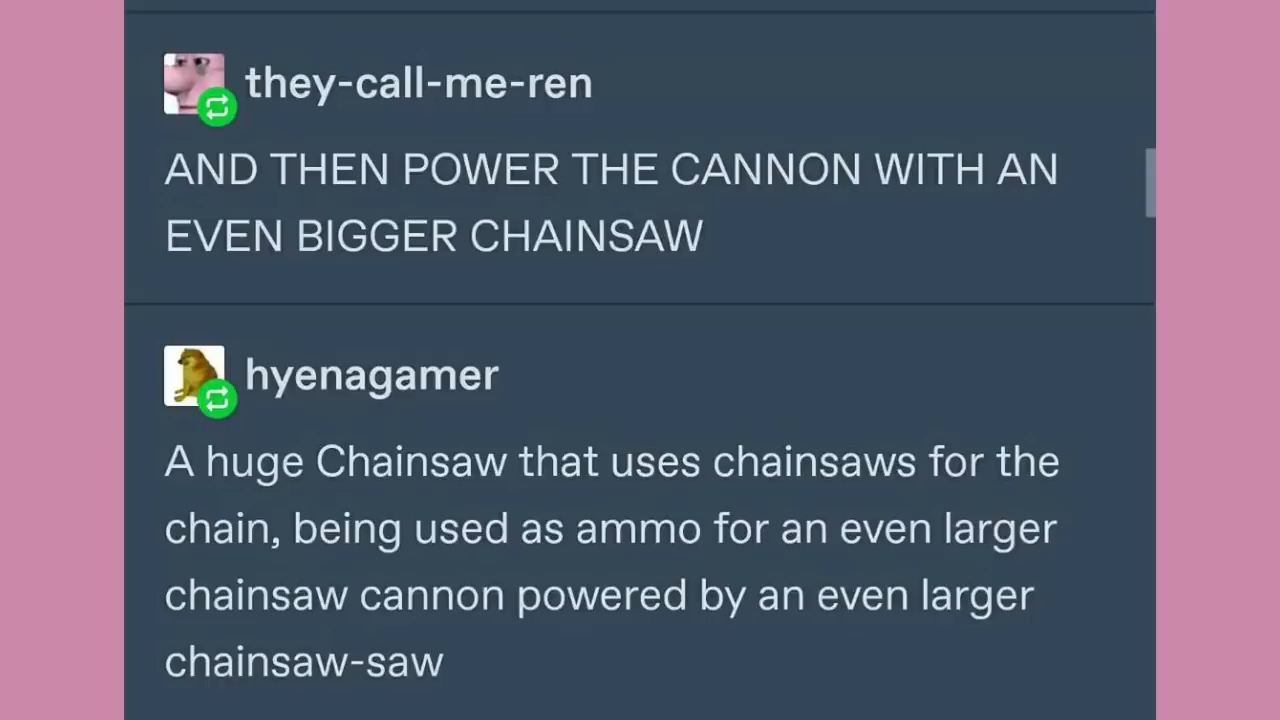 they-call-me-ren
AND THEN POWER THE CANNON WITH AN
EVEN BIGGER CHAINSAW
hyenagamer
A huge Chainsaw that uses chainsaws for the
chain, being used as ammo for an even larger
chainsaw cannon powered by an even larger
chainsaw-saw